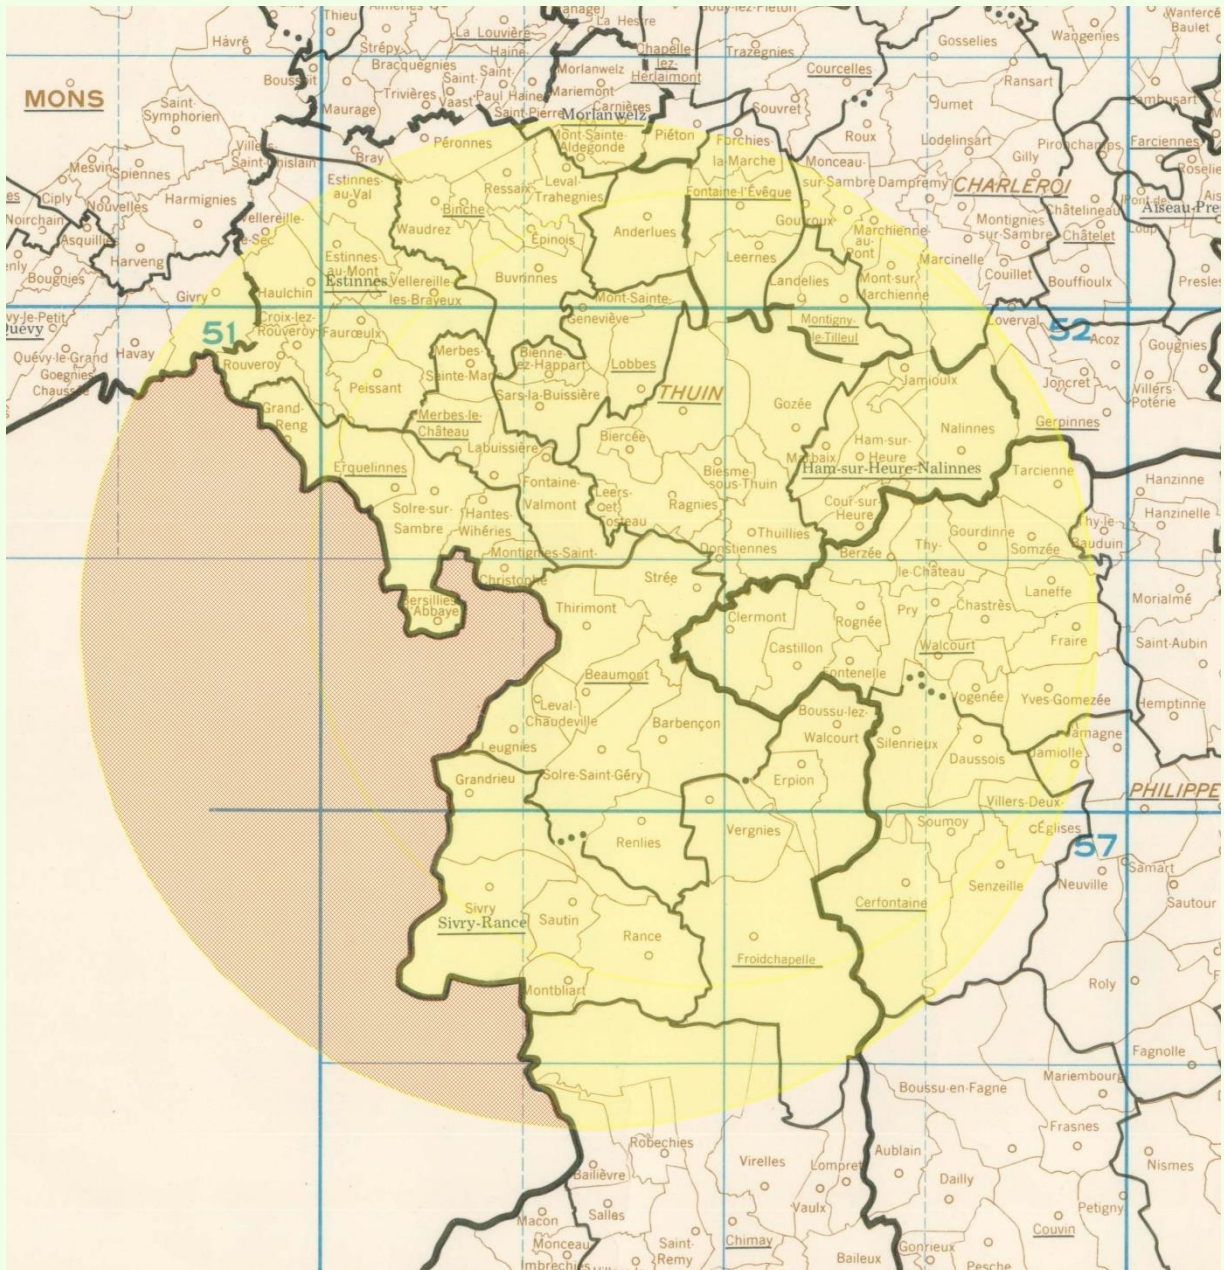 Thieu
La Hestre
La Louvière
Wanfercé
Baulet
Havré
Strépy
Bracquegnies
Haine-
Chapelle
lez-
Herlaimont
Trazegnies
Gosselies
Wangenies
Boussoit
Saint-
Vaast
Saint-
Paul
Haine-
Saint-Pierre
Morlanwelz
Mariemont
Courcelles
Ransart
MONS
Trivières
Maurage
Carnières
Souvret
Jumet
Lambusart
Saint-
Symphorien
Morlanwelz
Péronnes
Mont-Sainte-
Aldegonde
Piéton
Forchies-
la-Marche
Roux
Lodelinsart
Pironchamps
Farciennes
Villers-
Saint-Ghislain
Bray
Monceau-
sur-Sambre
Gilly
Mesvin
Spiennes
Ciply
Nouvelles
Noirchain
Harmignies
Estinnes-
au-Val
Ressaix
Leval-
Trahegnies
Fontaine-l'Évêque
Dampremy
CHARLEROI
Châtelineau
Pont-de-
Loup
Aiseau-Pre
Asquillies
Harveng
Vellereille-
le-Sec
Binche
Waudrez
Épinois
Anderlues
Goutroux
Marchienne-
au-
Pont
Montignies-
sur-Sambre
Châtelet
Bougnies
Estinnes-
au-Mont
Estinnes
Buvrinnes
Leernes
Marcinelle
Couillet
Bouffioulx
Presles
Givry
Haulchin
Vellereille-
les-Brayeux
Mont-Sainte-
Geneviève
Landelies
Mont-sur-
Marchienne
Quévy
51
Croix-lez-
Rouveroy
Faurœulx
Montigny-
le-Tilleul
Loverval
52
Acoz
Gougnies
Quévy-le-Grand
Havay
Goegnies
Chaussée
Rouveroy
Merbes-
Sainte-Marie
Bienne-
lez-Happart
Lobbes
Jamioulx
Joncret
Villers-
Potérie
Peissant
Sars-la-Buissière
THUIN
Gozée
Gerpinnes
Grand-
Reng
Merbes-le-
Château
Biercée
Nalinnes
Labuissière
Marbaix
Ham-sur-
Heure
Erquelinnes
Biesme-
sous-Thuin
Ham-sur-Heure-Nalinnes
Tarcienne
Hanzinne
Fontaine-
Valmont
Leers-
et-
Fosteau
Ragnies
Cour-sur-
Heure
Hanzinelle
Solre-sur-
Sambre
Hantes-
Wihéries
Thuillies
Gourdinne
Thy-le-
Bauduin
Montignies-Saint-
Christophe
Donstiennes
Berzée
Thy-
le-Château
Somzée
Strée
Laneffe
Morialmé
Bersillies-
l'Abbaye
Thirimont
Clermont
Rognée
Pry
Chastrès
Fraire
Saint-Aubin
Castillon
Walcourt
Beaumont
Fontenelle
Vogenée
Yves-Gomezée
Hemptinne
Leval-
Chaudeville
Barbençon
Boussu-lez-
Walcourt
Silenrieux
Jamagne
Leugnies
Daussois
Jamiolle
Grandrieu
Solre-Saint-Géry
Erpion
PHILIPPE
Villers-Deux-
Églises
Renlies
Vergnies
Soumoy
57
Senzeille
Neuville
Samart
Sautour
Sivry
Sivry-Rance
Sautin
Cerfontaine
Rance
Froidchapelle
Montbliart
Roly
Fagnolle
Boussu-en-Fagne
Mariembourg
Frasnes
Robechies
Virelles
Lompret
Aublain
Bailièvre
Dailly
Nismes
Macon
Salles
Vaulx
Petigny
Couvin
Monceau-
Imbrechies
Saint-
Remy
Chimay
Baileux
Gonrieux
Pesche